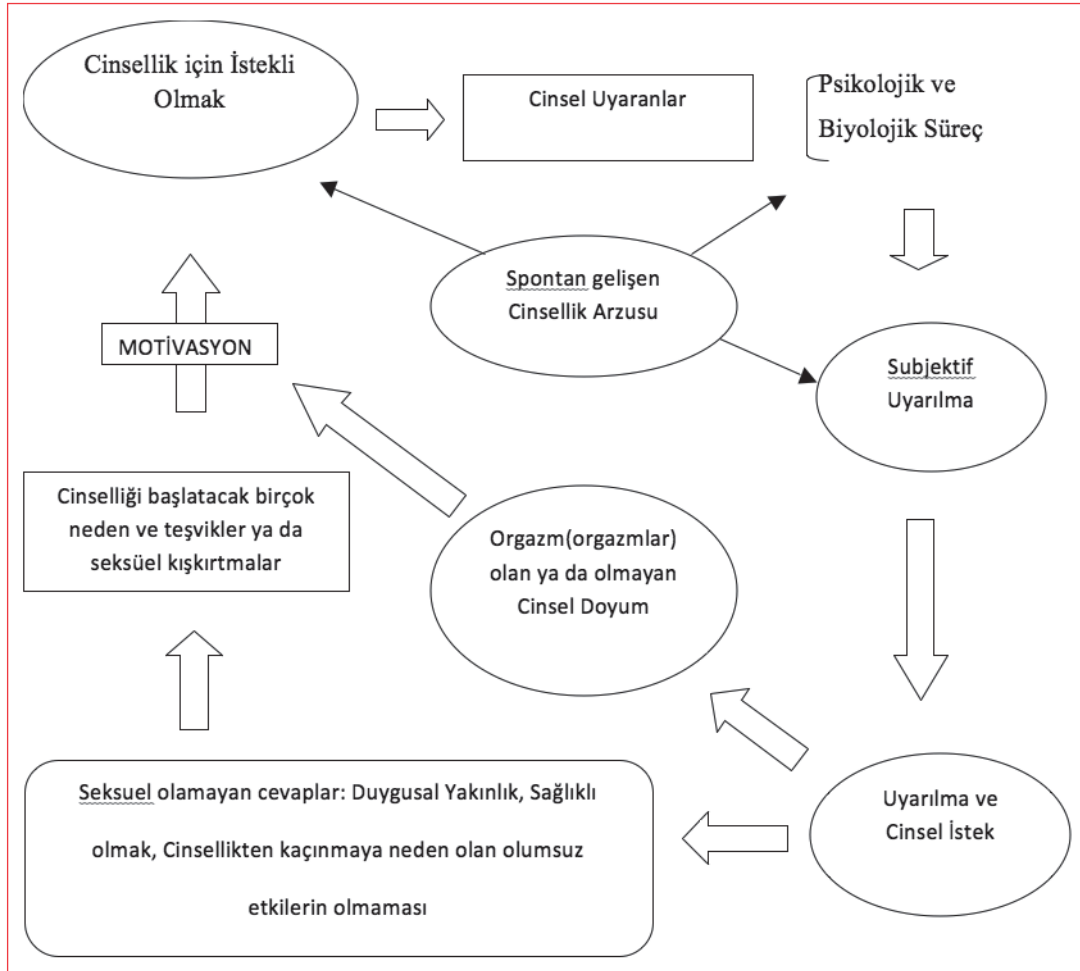 Cinsellik için İstekli
Olmak
Cinsel Uyaranlar
Psikolojik ve
Biyolojik Süreç
Spontan gelişen
Cinsellik Arzusu
MOTİVASYON
Subjektif
Uyarılma
Cinselliği başlatacak birçok
neden ve teşvikler ya da
seksüel kışkırtmalar
Orgazm(orgazmlar)
olan ya da olmayan
Cinsel Doyum
Seksuel olamayan cevaplar: Duygusal Yakınlık, Sağlıklı
olmak, Cinsellikten kaçınmaya neden olan olumsuz
etkilerin olmaması
Uyarılma ve
Cinsel İstek